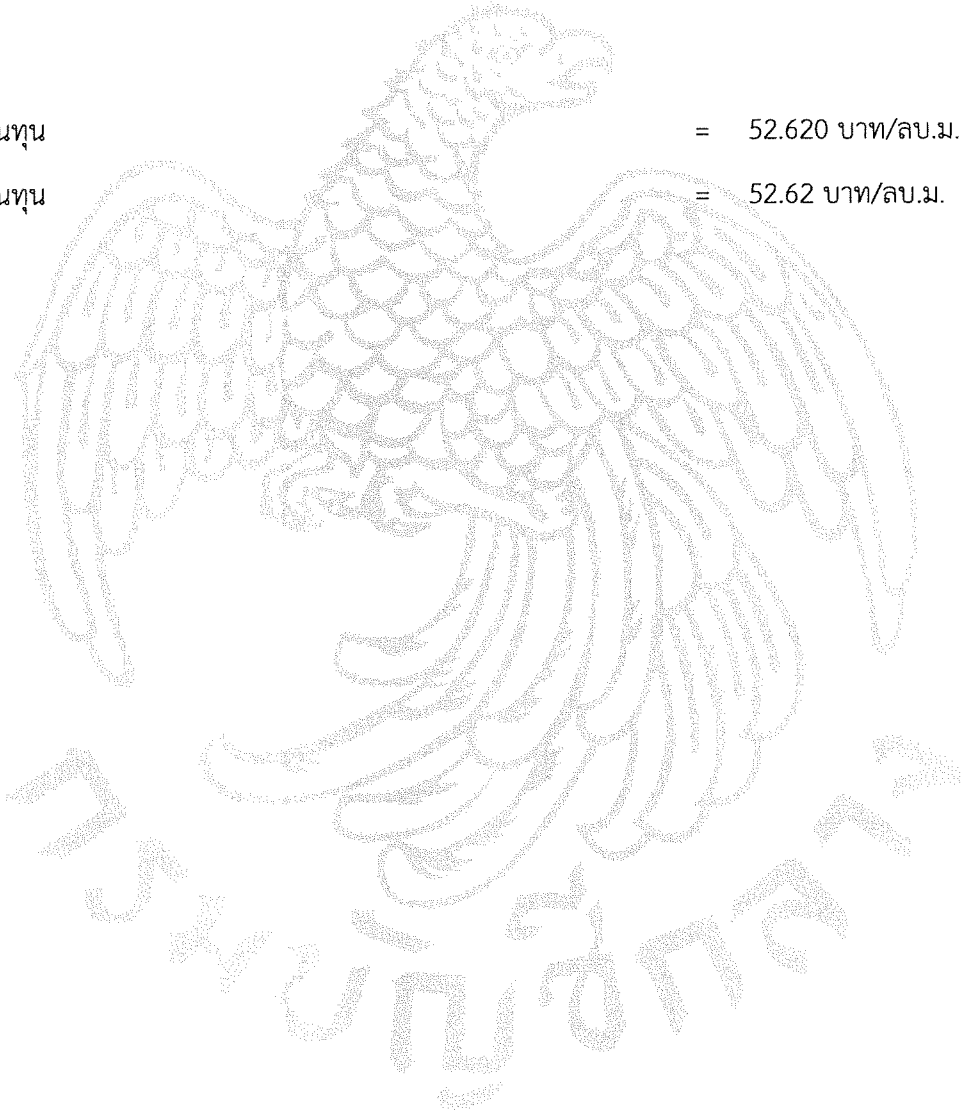 นทุน = 52.620 บาท/ลบ.ม.
นทุน = 52.62 บาท/ลบ.ม.
กรมบัญชีกลาง